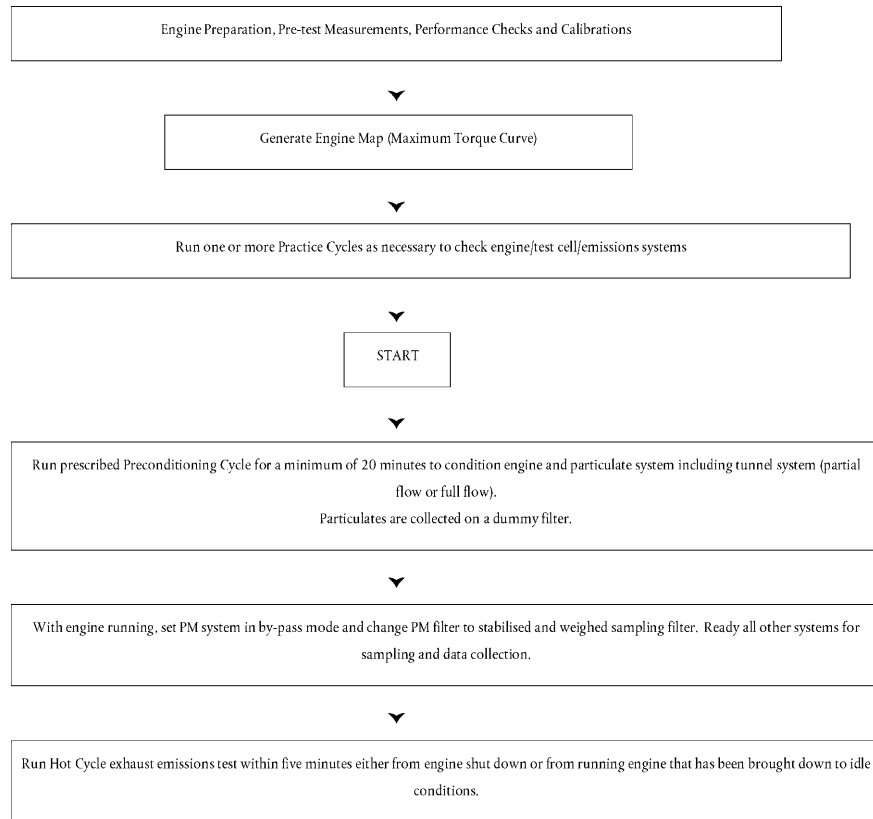 Engine Preparation, Pre-test Measurements, Performance Checks and Calibrations
Generate Engine Map (Maximum Torque Curve)
Run one or more Practice Cycles as necessary to check engine/test cell/emissions systems
START
Run prescribed Preconditioning Cycle for a minimum of 20 minutes to condition engine and particulate system including tunnel system (partial
flow or full flow).
Particulates are collected on a dummy filter.
With engine running, set PM system in by-pass mode and change PM filter to stabilised and weighed sampling filter. Ready all other systems for
sampling and data collection.
Run Hot Cycle exhaust emissions test within five minutes either from engine shut down or from running engine that has been brought down to idle
conditions.